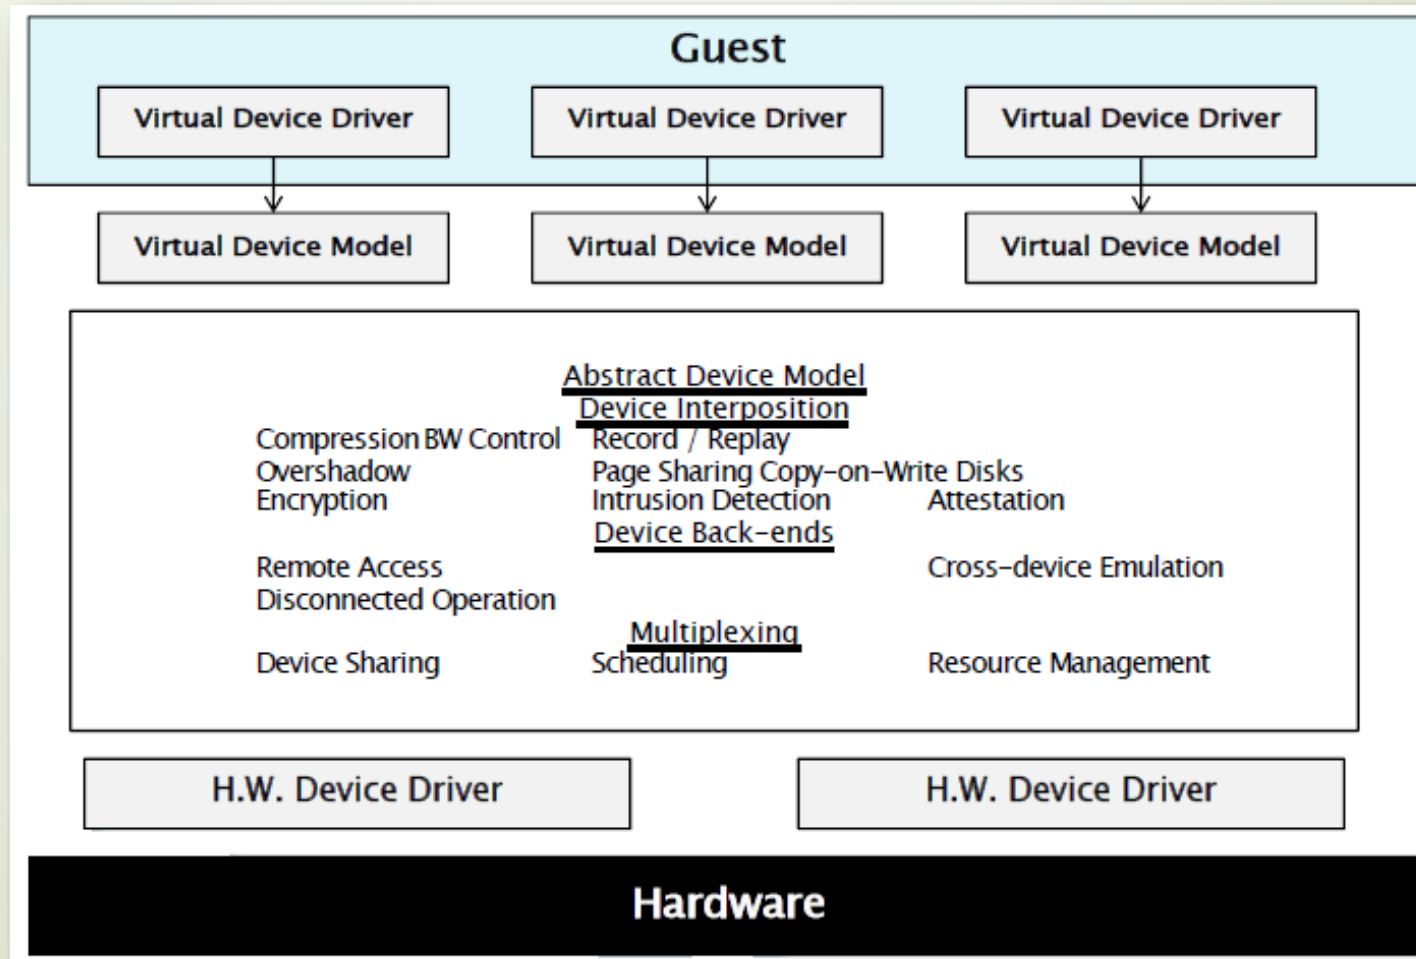 Guest
Virtual Device Driver Virtual Device Driver Virtual Device Driver
Virtual Device Model Virtual Device Model Virtual Device Model
Abstract Device Model
Device Interposition
Compression BW Control Record / Replay
Overshadow Page Sharing Copy-on-Write Disks
Encryption Intrusion Detection Attestation
Device Back-ends
Remote Access Cross-device Emulation
Disconnected Operation
Multiplexing
Device Sharing Scheduling Resource Management
H.W. Device Driver H.W. Device Driver
Hardware